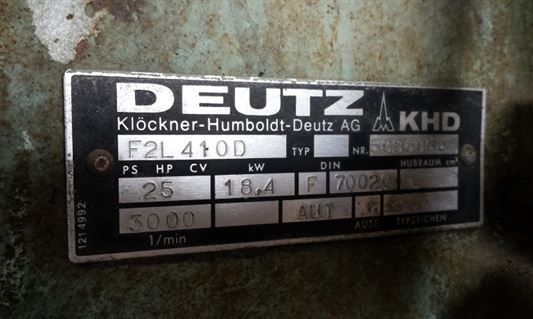 DEUTZ KHD
Klöckner-Humboldt-Deutz AG
F2L 410D TYP NR.
PS HP CV kW DIN HUBRAUM cm³
25 18.4 F 70020
3000 AUT
1/min AUSF. TYPZEICHEN
1214992